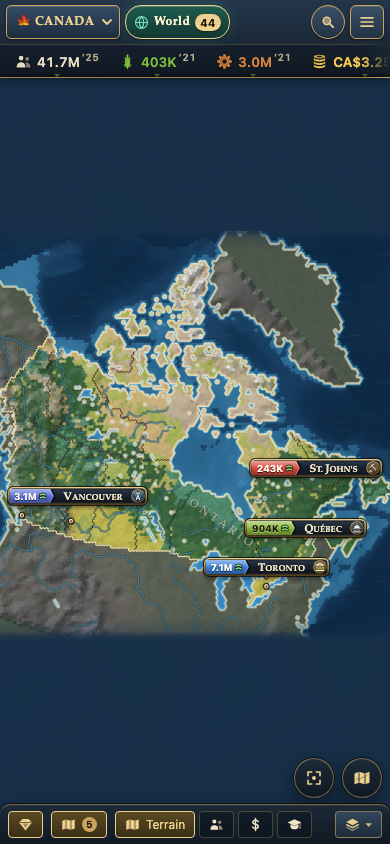 CANADA
World 44
41.7M '25 403K '21 3.0M '21 CA$3.25
243K ST. JOHN'S
3.1M VANCOUVER
ONTARIO
904K QUÉBEC
7.1M TORONTO
5 Terrain $